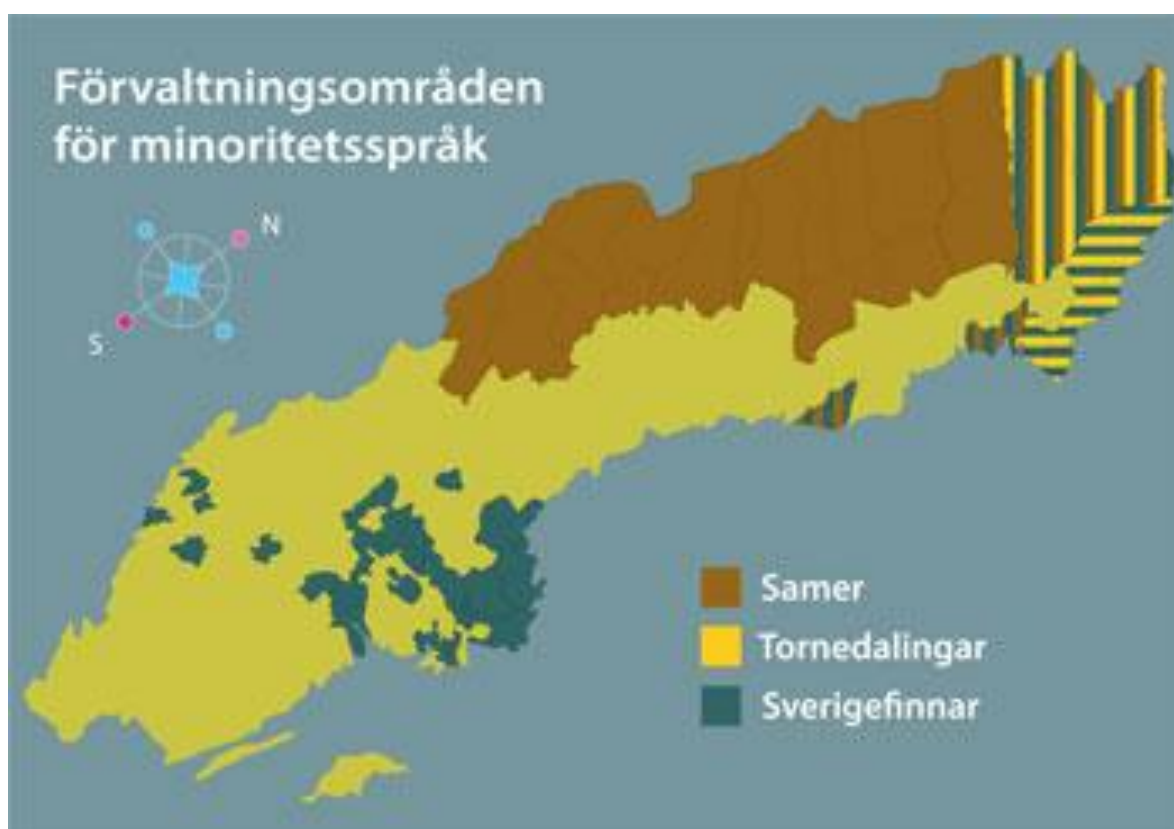 Förvaltningsområden
för minoritetsspråk
N
S
Samer
Tornedalingar
Sverigefinnar